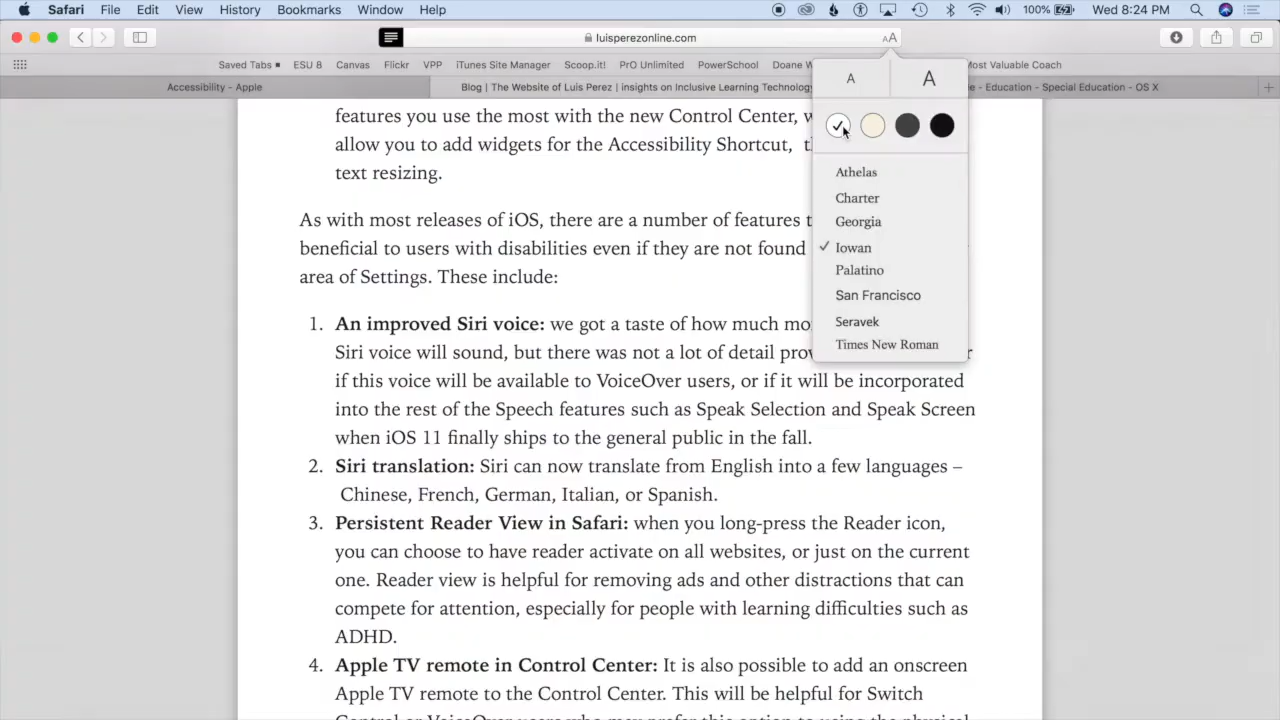 Safari File Edit View History Bookmarks Window Help 100% Wed 8:24 PM
luisperezonline.com AA
Saved Tabs ESU 8 Canvas Flickr VPP iTunes Site Manager Scoop.it! PrO Unlimited PowerSchool Doane Most Valuable Coach
Accessibility - Apple Blog | The Website of Luis Perez | insights on Inclusive Learning Technology - Education - Special Education - OS X
A A
Athelas
Charter
Georgia
Iowan
Palatino
San Francisco
Seravek
Times New Roman
features you use the most with the new Control Center,
allow you to add widgets for the Accessibility Shortcut,
text resizing.
As with most releases of iOS, there are a number of features
beneficial to users with disabilities even if they are not found
area of Settings. These include:
1. An improved Siri voice: we got a taste of how much
Siri voice will sound, but there was not a lot of detail
if this voice will be available to VoiceOver users, or if it will be incorporated
into the rest of the Speech features such as Speak Selection and Speak Screen
when iOS 11 finally ships to the general public in the fall.
2. Siri translation: Siri can now translate from English into a few languages –
Chinese, French, German, Italian, or Spanish.
3. Persistent Reader View in Safari: when you long-press the Reader icon,
you can choose to have reader activate on all websites, or just on the current
one. Reader view is helpful for removing ads and other distractions that can
compete for attention, especially for people with learning difficulties such as
ADHD.
4. Apple TV remote in Control Center: It is also possible to add an onscreen
Apple TV remote to the Control Center. This will be helpful for Switch